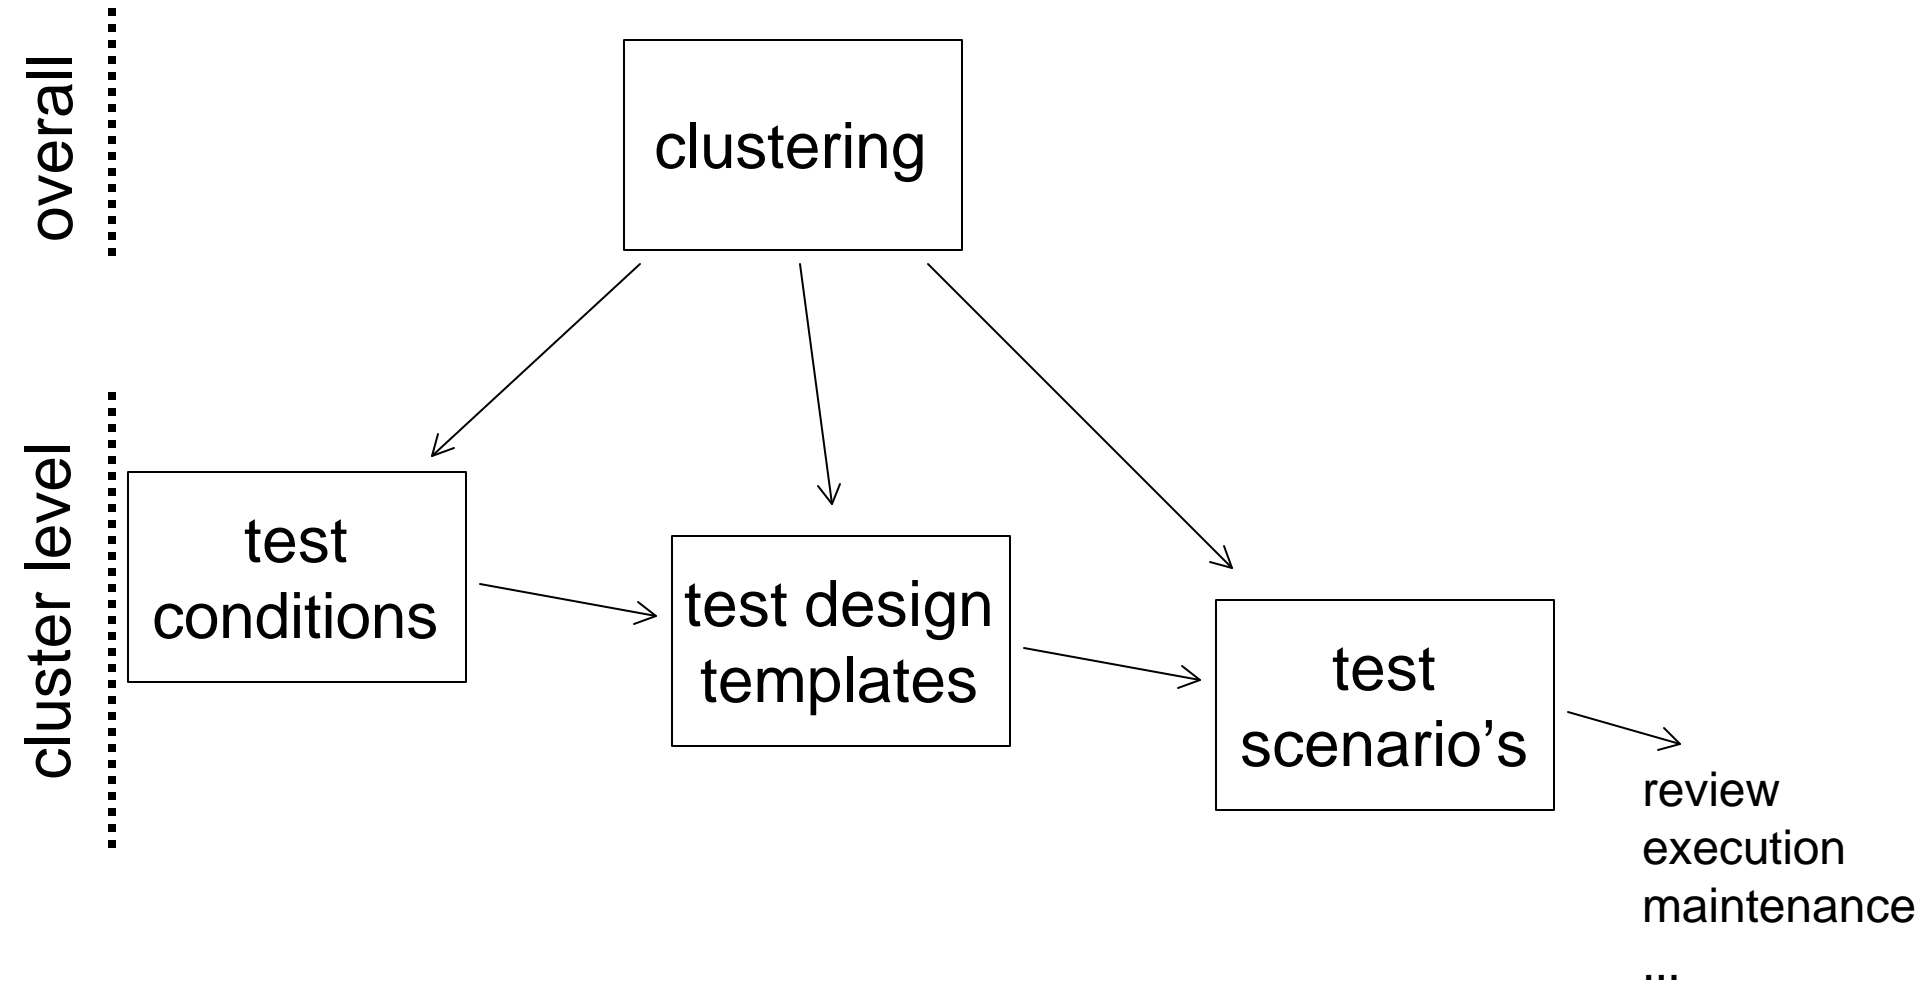 overall
clustering
cluster level
test
conditions
test design
templates
test
scenario’s
review
execution
maintenance
...